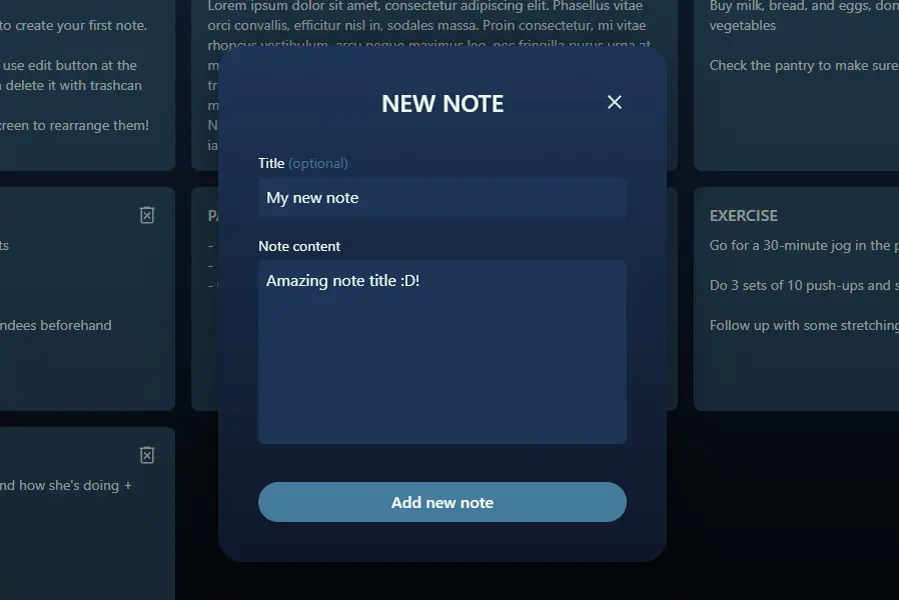 to create your first note.
use edit button at the
delete it with trashcan
creen to rearrange them!
Lorem ipsum dolor sit amet, consectetur adipiscing elit. Phasellus vitae
orci convallis, efficitur nisl in, sodales massa. Proin consectetur, mi vitae
rhoncus vestibulum, arcu neque maximus leo, nec fringilla purus urna at
Buy milk, bread, and eggs, don
vegetables
Check the pantry to make sure
NEW NOTE
Title (optional)
My new note
Note content
Amazing note title :D!
Add new note
ts
ndees beforehand
EXERCISE
Go for a 30-minute jog in the p
Do 3 sets of 10 push-ups and s
Follow up with some stretching
nd how she's doing +